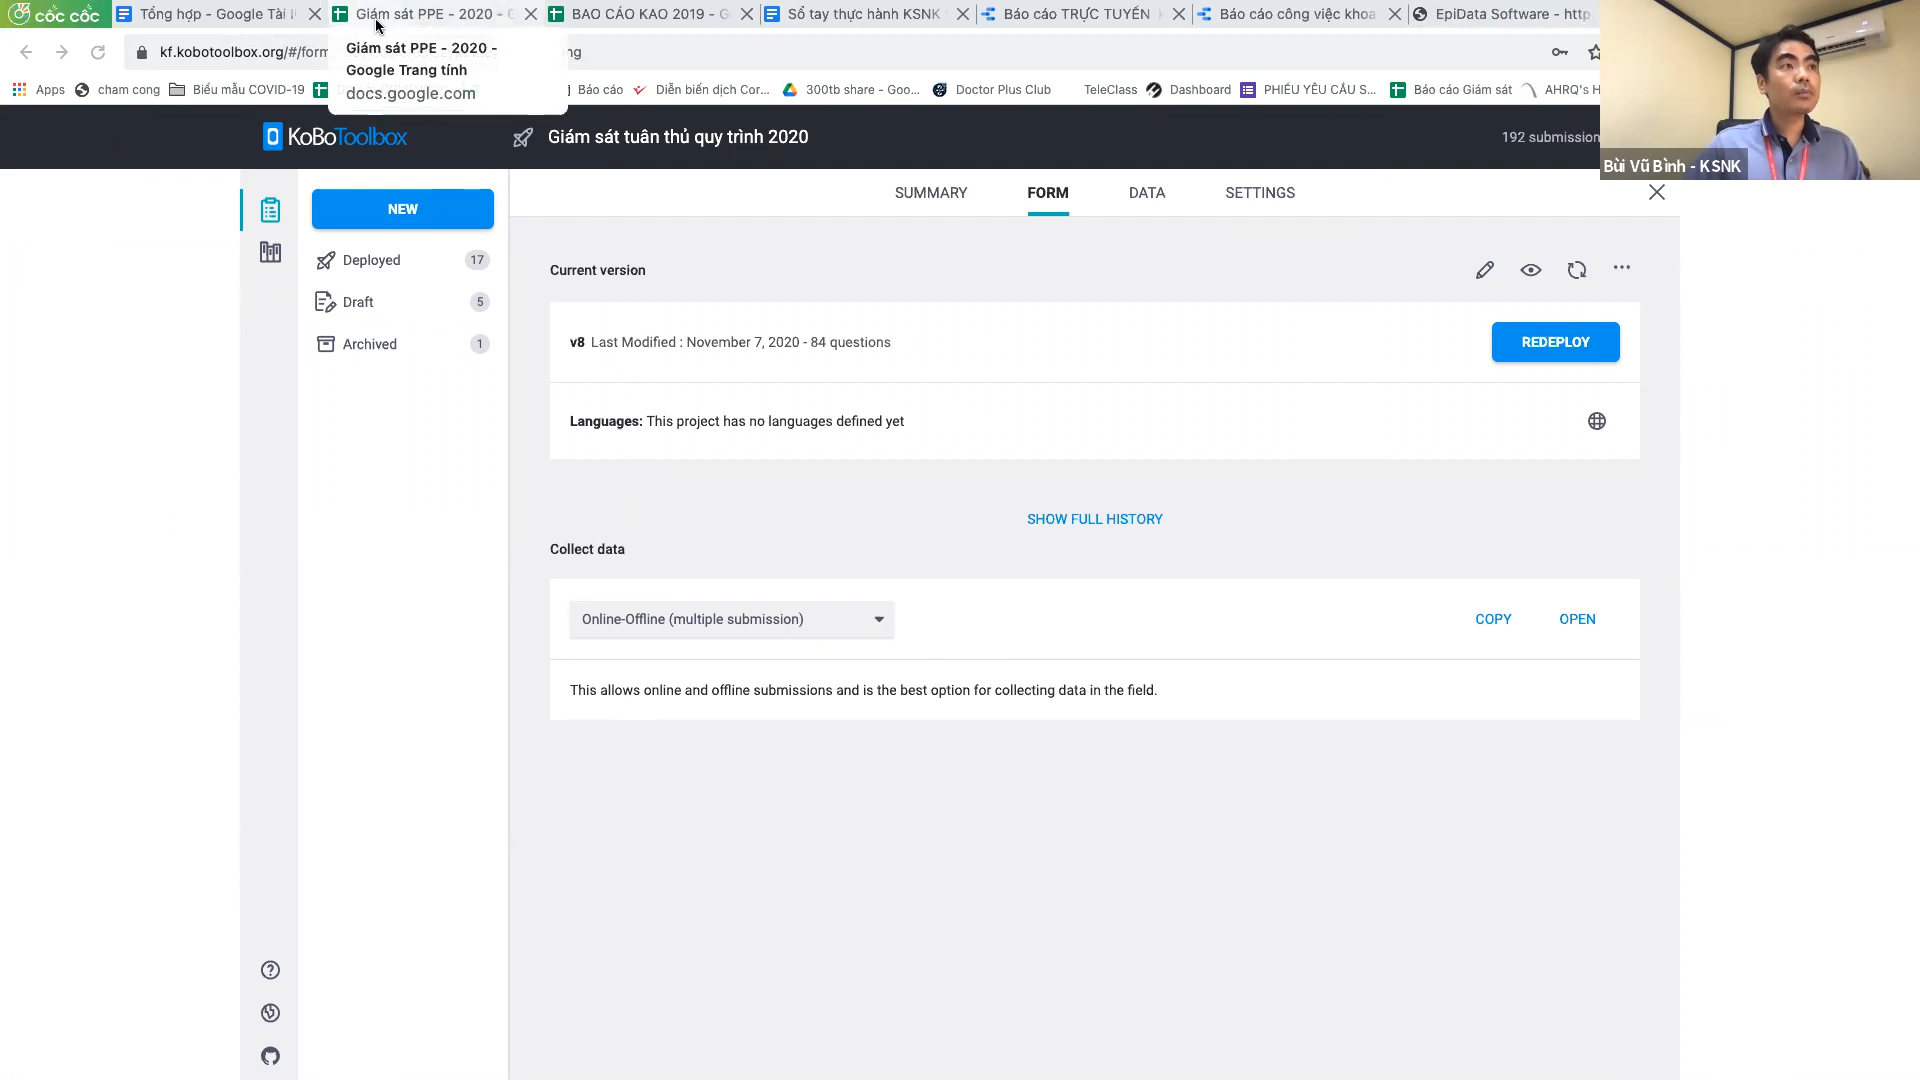 cốc cốc
Tổng hợp - Google Tài l
Giám sát PPE - 2020 - G
BAO CÁO KAO 2019 - G
Sổ tay thực hành KSNK
Báo cáo TRỰC TUYẾN
Báo cáo công việc khoa
EpiData Software - http
kf.kobotoolbox.org/#/form
ng
Giám sát PPE - 2020 -
Google Trang tính
docs.google.com
Apps
cham cong
Biểu mẫu COVID-19
Báo cáo
Diễn biến dịch Cor...
300tb share - Goo...
Doctor Plus Club
TeleClass
Dashboard
PHIẾU YÊU CẦU S...
Báo cáo Giám sát
AHRQ's H
KoBoToolbox
Giám sát tuân thủ quy trình 2020
192 submission
Bùi Vũ Bình - KSNK
NEW
Deployed 17
Draft 5
Archived 1
SUMMARY
FORM
DATA
SETTINGS
Current version
v8 Last Modified : November 7, 2020 - 84 questions
REDEPLOY
Languages: This project has no languages defined yet
SHOW FULL HISTORY
Collect data
Online-Offline (multiple submission)
COPY
OPEN
This allows online and offline submissions and is the best option for collecting data in the field.